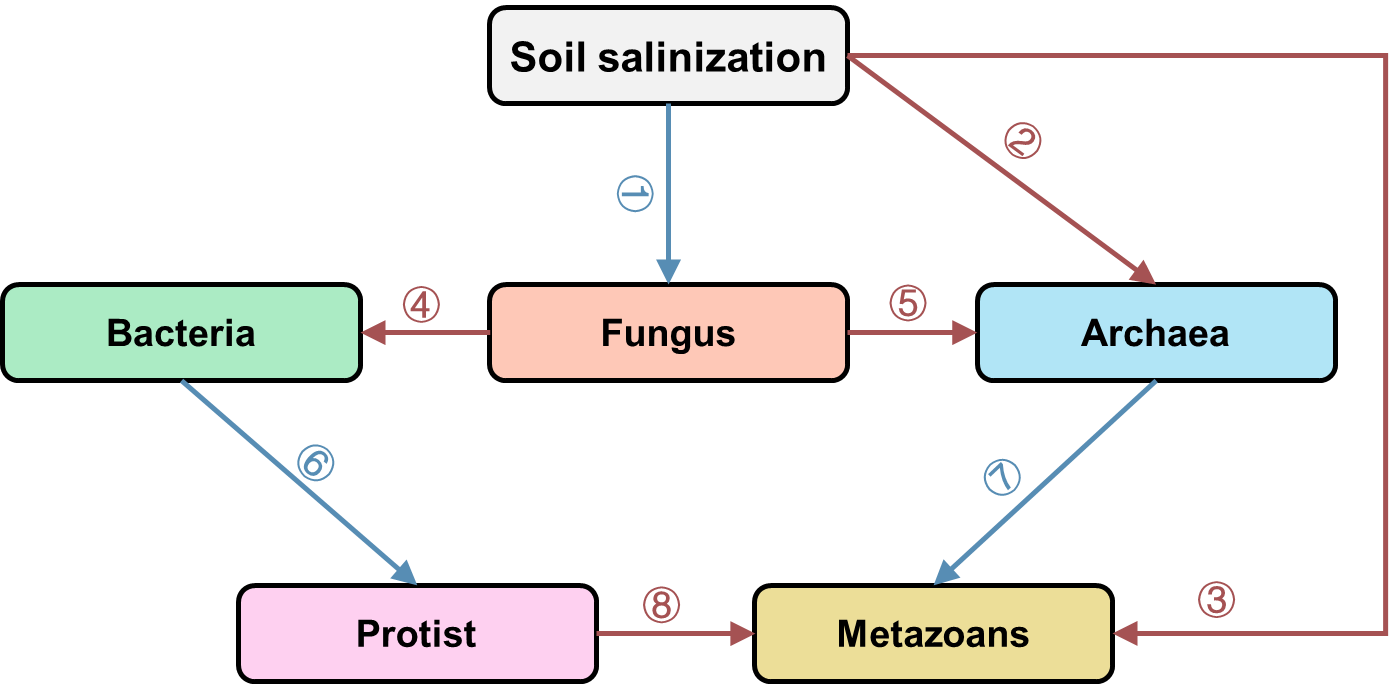 Soil salinization
②
①
④
⑤
Bacteria
Fungus
Archaea
⑥
⑦
③
⑧
Protist
Metazoans